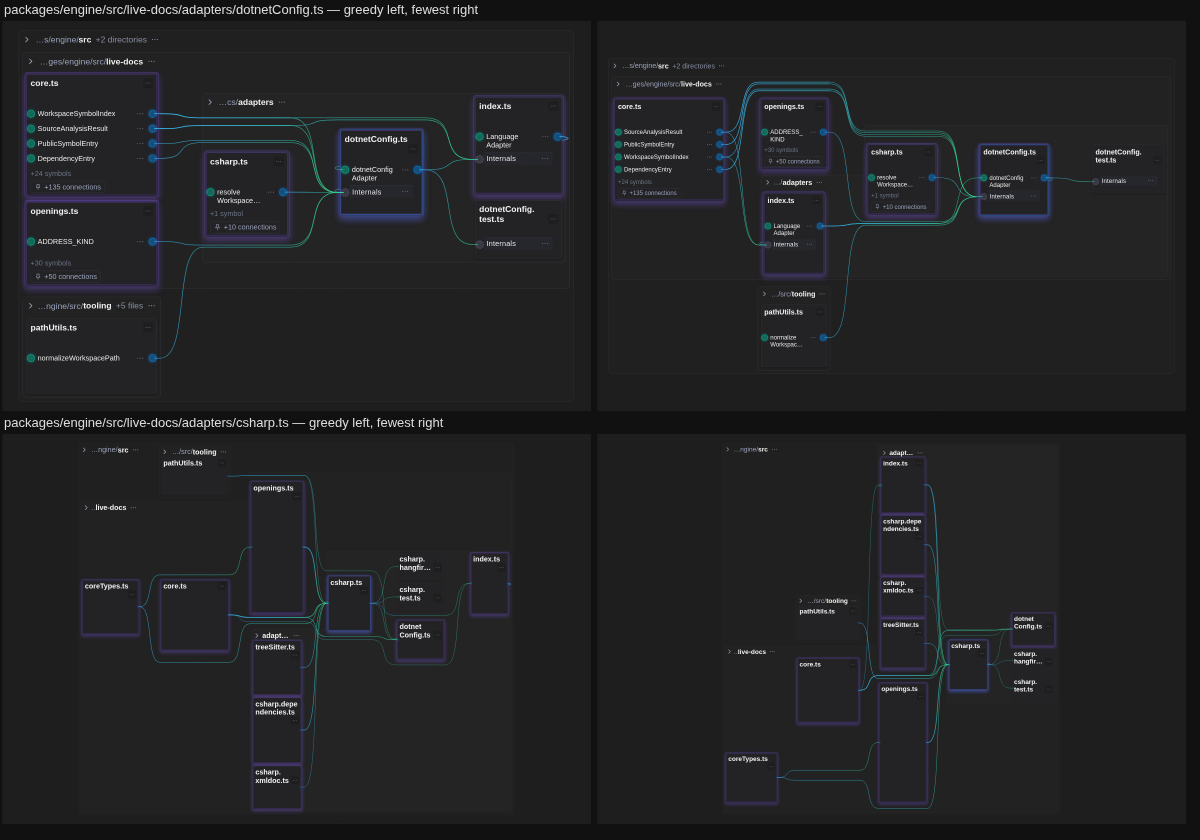 packages/engine/src/live-docs/adapters/dotnetConfig.ts — greedy left, fewest right
…s/engine/src +2 directories ···
…ges/engine/src/live-docs ···
core.ts
WorkspaceSymbolIndex ···
SourceAnalysisResult ···
PublicSymbolEntry ···
DependencyEntry ···
+24 symbols
+135 connections
openings.ts
ADDRESS_KIND ···
+30 symbols
+50 connections
…ngine/src/tooling +5 files ···
pathUtils.ts
normalizeWorkspacePath ···
…cs/adapters ···
csharp.ts
resolve
Workspace…
+1 symbol
+10 connections
dotnetConfig.ts
dotnetConfig
Adapter
Internals ···
index.ts
Language
Adapter
Internals ···
dotnetConfig.
test.ts
Internals ···
…s/engine/src +2 directories ···
…ges/engine/src/live-docs ···
core.ts
SourceAnalysisResult ···
PublicSymbolEntry ···
WorkspaceSymbolIndex ···
DependencyEntry ···
+24 symbols
+135 connections
openings.ts
ADDRESS_
KIND
+30 symbols
+50 connections
…/adapters ···
index.ts
Language
Adapter
Internals ···
…/src/tooling
pathUtils.ts
normalize
Workspac…
csharp.ts
resolve
Workspace…
+1 symbol
+10 connections
dotnetConfig.ts
dotnetConfig
Adapter
Internals ···
dotnetConfig.
test.ts
Internals ···
packages/engine/src/live-docs/adapters/csharp.ts — greedy left, fewest right
…ngine/src ···
…/src/tooling ···
pathUtils.ts
openings.ts
..live-docs ···
coreTypes.ts
core.ts
adapt… ···
treeSitter.ts
csharp.depe
ndencies.ts
csharp.
xmldoc.ts
csharp.ts
csharp.
hangfir…
csharp.
test.ts
dotnet
Config.ts
index.ts
…ngine/src ···
adapt… ···
index.ts
csharp.depe
ndencies.ts
csharp.
xmldoc.ts
treeSitter.ts
…/src/tooling ···
pathUtils.ts
..live-docs ···
core.ts
openings.ts
coreTypes.ts
csharp.ts
dotnet
Config.ts
csharp.
hangfir…
csharp.
test.ts